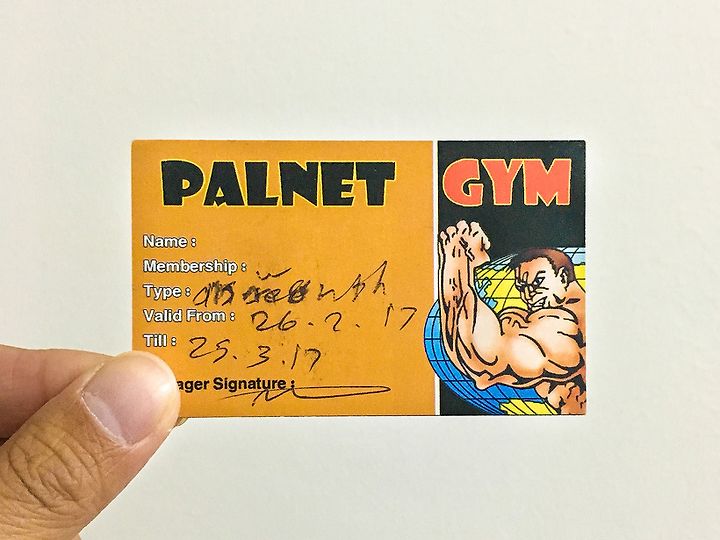 PALNET GYM
Name :
Membership :
Type :
Valid From : 26.2.17
Till : 25.3.17
ager Signature :